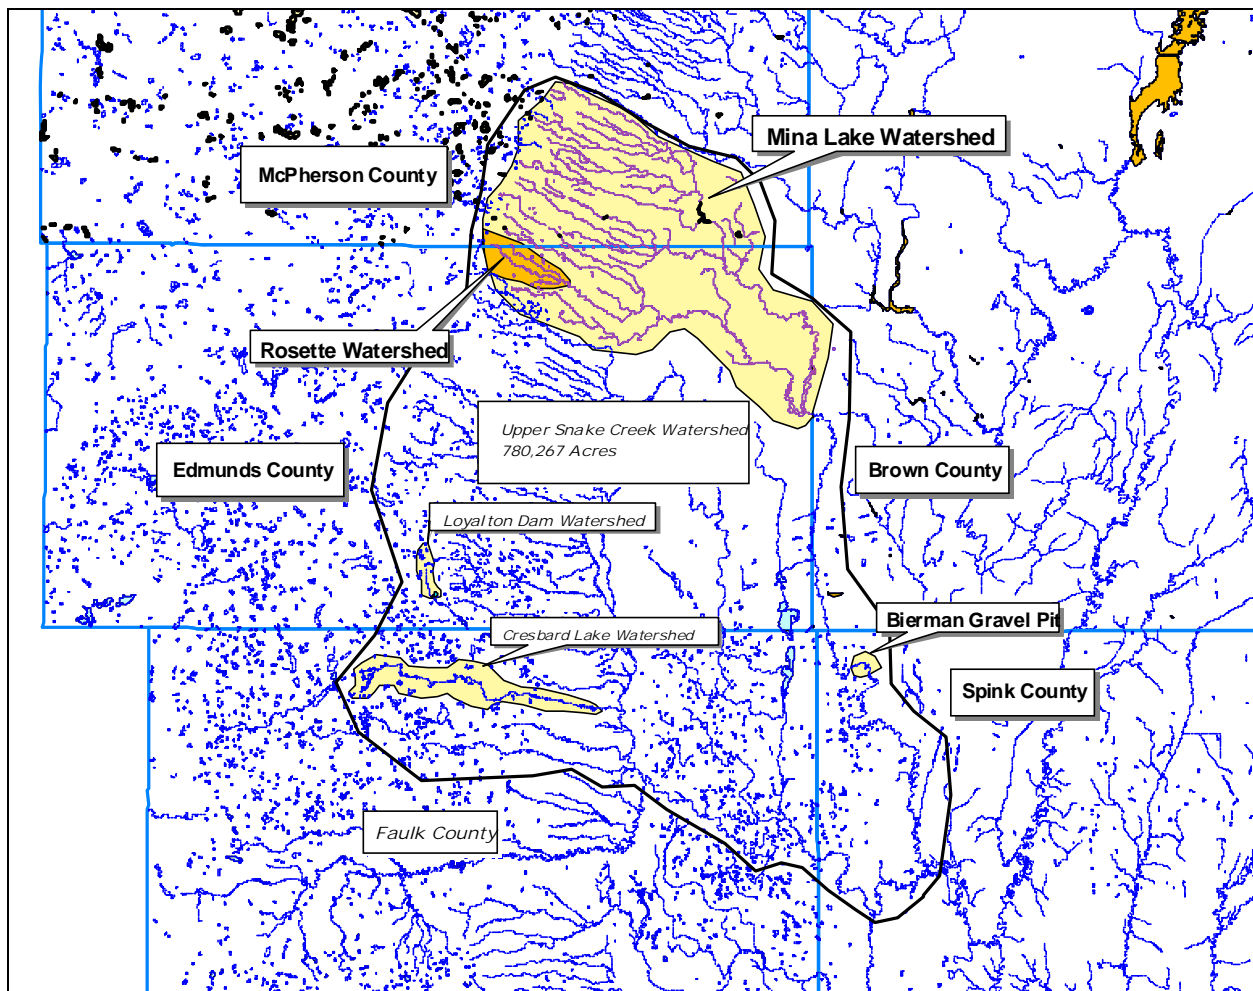 Mina Lake Watershed
McPherson County
Rosette Watershed
Upper Snake Creek Watershed
780,267 Acres
Edmunds County
Brown County
Loyalton Dam Watershed
Bierman Gravel Pit
Cresbard Lake Watershed
Spink County
Faulk County